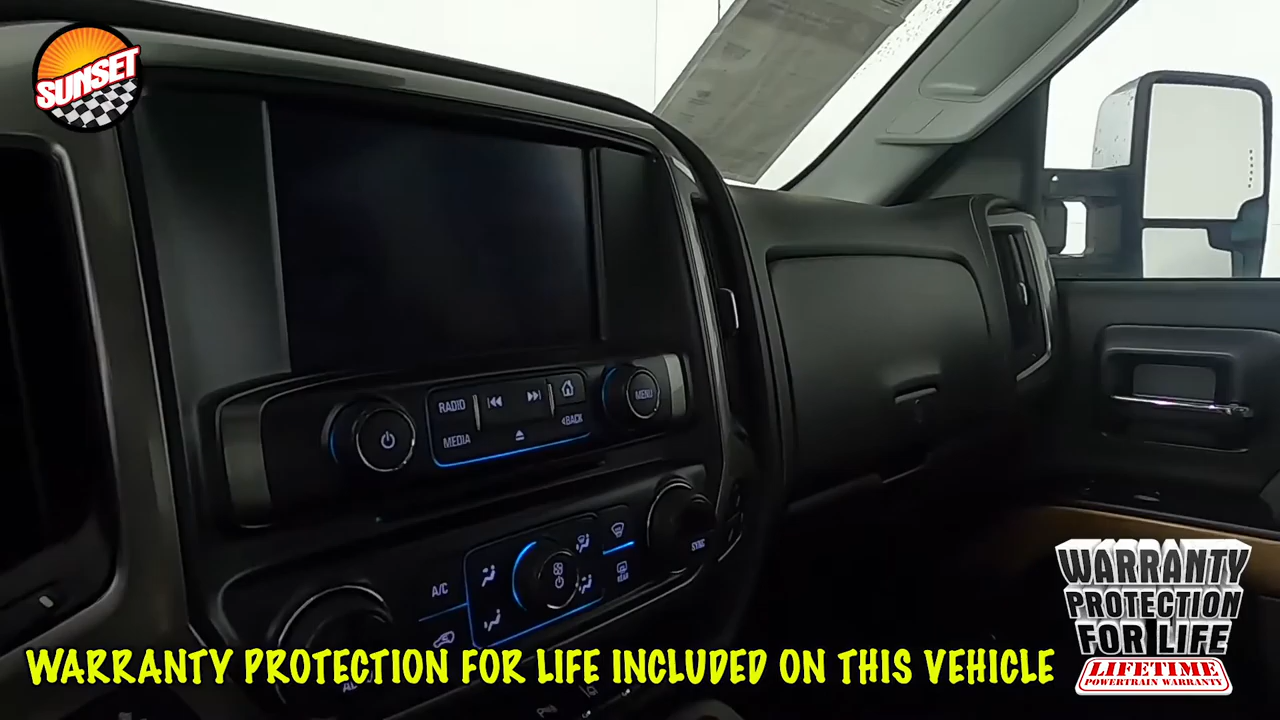 SUNSET
RADIO
MEDIA
BACK
MENU
A/C
SYNC
REAR
WARRANTY PROTECTION FOR LIFE INCLUDED ON THIS VEHICLE
WARRANTY
PROTECTION
FOR LIFE
LIFETIME
POWERTRAIN WARRANTY